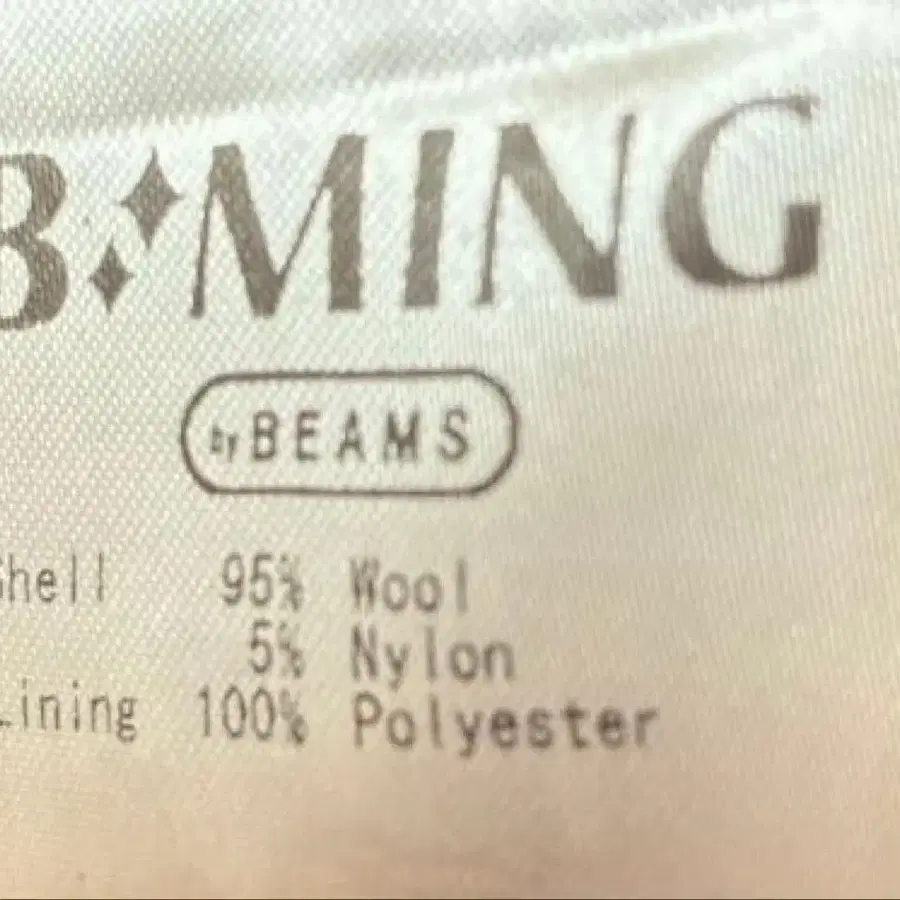 B:MING
by BEAMS
Shell 95% Wool
5% Nylon
Lining 100% Polyester